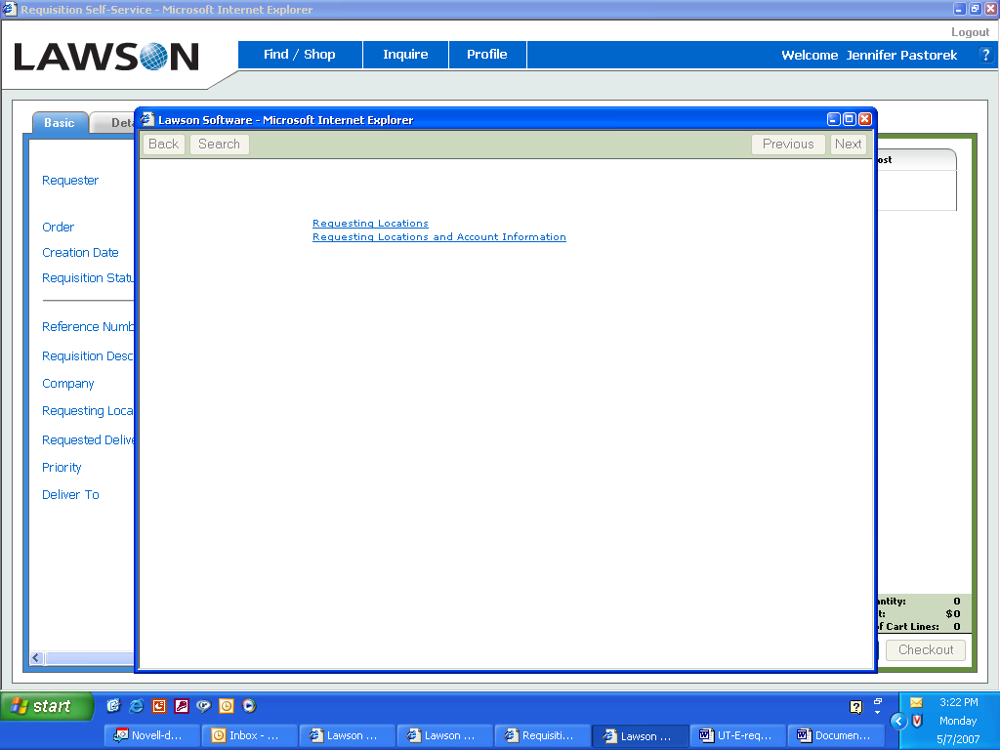 Requisition Self-Service - Microsoft Internet Explorer
Logout
LAWSON
Find / Shop Inquire Profile Welcome Jennifer Pastorek ?
Basic Deta
Lawson Software - Microsoft Internet Explorer
Back Search Previous Next
ost
Requester
Requesting Locations
Order
Requesting Locations and Account Information
Creation Date
Requisition Statu
Reference Numb
Requisition Desc
Company
Requesting Loca
Requested Delive
Priority
Deliver To
antity: 0
t: $0
of Cart Lines: 0
Checkout
start ? 3:22 PM
Monday
Novell-d... Inbox - ... Lawson ... Lawson ... Requisiti... Lawson ... UT-E-req... Documen...
5/7/2007